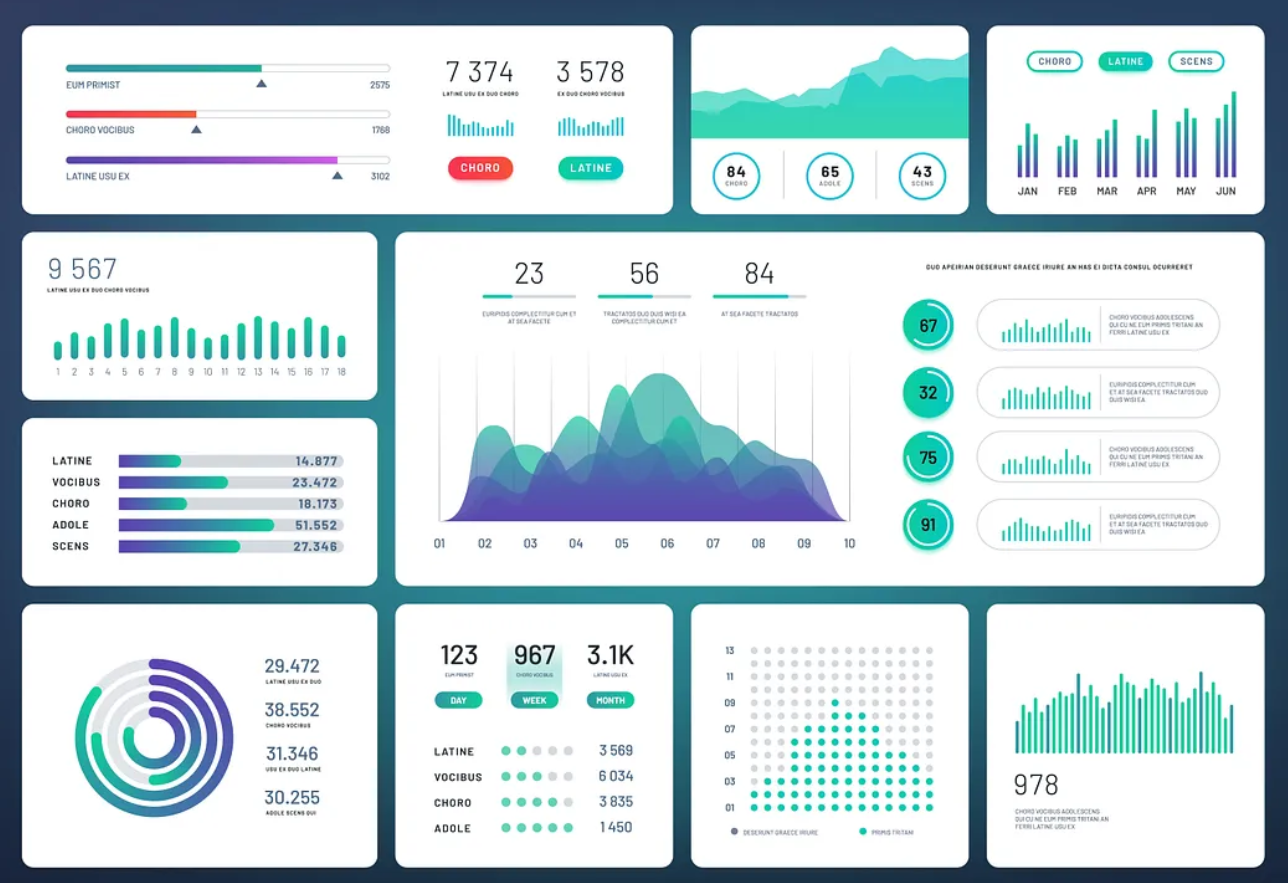 EUM PRIMIST 2575
CHORO VOCIBUS 1768
LATINE USU EX 3102
7 374
LATINE USU EX DUO CHORO
CHORO
3 578
EX DUO CHORO VOCIBUS
LATINE
84
CHORO
65
ADOLE
43
SCENS
CHORO LATINE SCENS
JAN FEB MAR APR MAY JUN
9 567
LATINE USU EX DUO CHORO VOCIBUS
1 2 3 4 5 6 7 8 9 10 11 12 13 14 15 16 17 18
LATINE 14.877
VOCIBUS 23.472
CHORO 18.173
ADOLE 51.552
SCENS 27.346
23
EURIPIDIS COMPLECTITUR CUM ET
AT SEA FACETE
56
TRACTATOS DUO DUIS WISI EA
COMPLECTITUR CUM ET
84
AT SEA FACETE TRACTATOS
01 02 03 04 05 06 07 08 09 10
DUO APEIRIAN DESERUNT GRAECE IRIURE AN HAS EI DICTA CONSUL OCURRERET
67
CHORO VOCIBUS ADOLESCENS
QUI CU NE EUM PRIMIS TRITANI AN
FERRI LATINE USU EX
32
EURIPIDIS COMPLECTITUR CUM
ET AT SEA FACETE TRACTATOS DUO
DUIS WISI EA
75
CHORO VOCIBUS ADOLESCENS
QUI CU NE EUM PRIMIS TRITANI AN
FERRI LATINE USU EX
91
EURIPIDIS COMPLECTITUR CUM
ET AT SEA FACETE TRACTATOS DUO
DUIS WISI EA
29.472
LATINE USU EX DUO
38.552
CHORO VOCIBUS
31.346
USU EX DUO LATINE
30.255
ADOLE SCENS QUI
123
EUM PRIMIST
DAY
967
CHORO VOCIBUS
WEEK
3.1K
LATINE USU EX
MONTH
LATINE 3 569
VOCIBUS 6 034
CHORO 3 835
ADOLE 1 450
13
11
09
07
05
03
01
DESERUNT GRAECE IRIURE PRIMIS TRITANI
978
CHORO VOCIBUS ADOLESCENS
QUI CU NE EUM PRIMIS TRITANI AN
FERRI LATINE USU EX